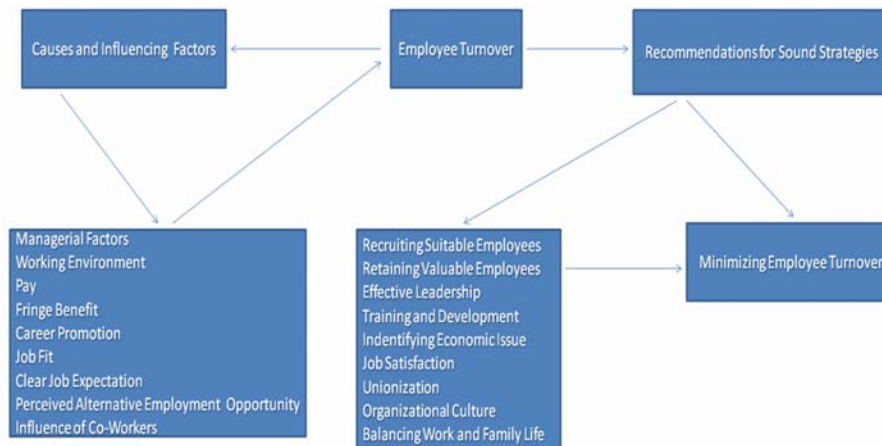 Causes and Influencing Factors
Employee Turnover
Recommendations for Sound Strategies
Managerial Factors
Working Environment
Pay
Fringe Benefit
Career Promotion
Job Fit
Clear Job Expectation
Perceived Alternative Employment Opportunity
Influence of Co-Workers
Recruiting Suitable Employees
Retaining Valuable Employees
Effective Leadership
Training and Development
Indentifying Economic Issue
Job Satisfaction
Unionization
Organizational Culture
Balancing Work and Family Life
Minimizing Employee Turnover